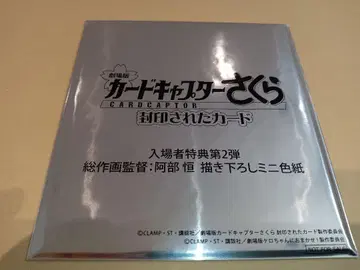 劇場版
カードキャプターさくら
CARDCAPTOR
封印されたカード
入場者特典第2弾
総作画監督:阿部 恒 描き下ろしミニ色紙
©CLAMP・ST・講談社/劇場版カードキャプターさくら 封印されたカード製作委員会
©CLAMP・ST・講談社/劇場版ケロちゃんにおまかせ!製作委員会
NOT FOR SALE